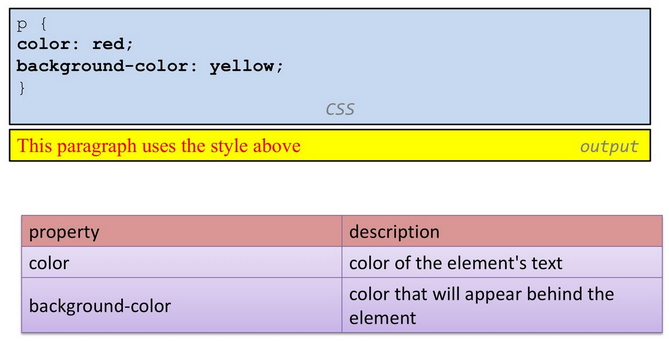 p {
color: red;
background-color: yellow;
}
CSS
This paragraph uses the style above output
property description
color color of the element's text
background-color color that will appear behind the
element